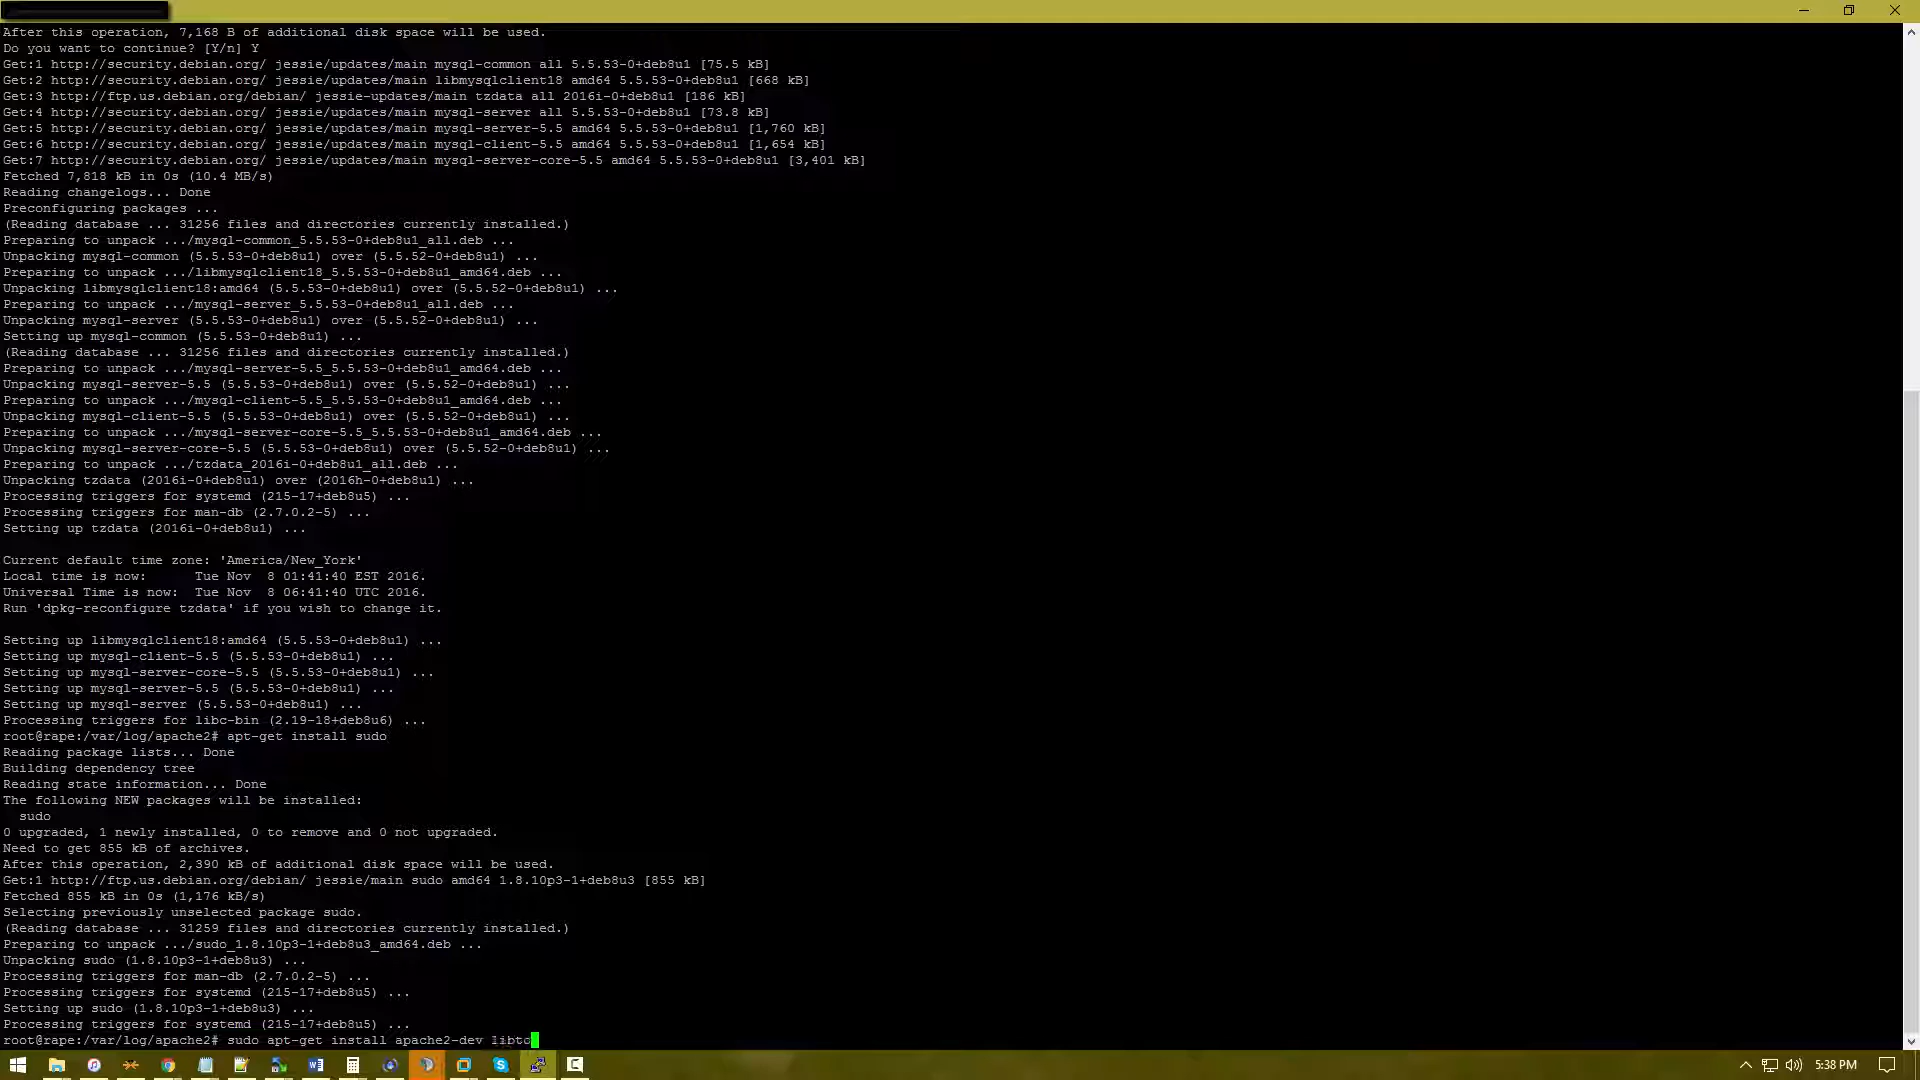 After this operation, 7,168 B of additional disk space will be used.
Do you want to continue? [Y/n] Y
Get:1 http://security.debian.org/ jessie/updates/main mysql-common all 5.5.53-0+deb8u1 [75.5 kB]
Get:2 http://security.debian.org/ jessie/updates/main libmysqlclient18 amd64 5.5.53-0+deb8u1 [668 kB]
Get:3 http://ftp.us.debian.org/debian/ jessie-updates/main tzdata all 2016i-0+deb8u1 [186 kB]
Get:4 http://security.debian.org/ jessie/updates/main mysql-server all 5.5.53-0+deb8u1 [73.8 kB]
Get:5 http://security.debian.org/ jessie/updates/main mysql-server-5.5 amd64 5.5.53-0+deb8u1 [1,760 kB]
Get:6 http://security.debian.org/ jessie/updates/main mysql-client-5.5 amd64 5.5.53-0+deb8u1 [1,654 kB]
Get:7 http://security.debian.org/ jessie/updates/main mysql-server-core-5.5 amd64 5.5.53-0+deb8u1 [3,401 kB]
Fetched 7,818 kB in 0s (10.4 MB/s)
Reading changelogs... Done
Preconfiguring packages ...
(Reading database ... 31256 files and directories currently installed.)
Preparing to unpack .../mysql-common_5.5.53-0+deb8u1_all.deb ...
Unpacking mysql-common (5.5.53-0+deb8u1) over (5.5.52-0+deb8u1) ...
Preparing to unpack .../libmysqlclient18_5.5.53-0+deb8u1_amd64.deb ...
Unpacking libmysqlclient18:amd64 (5.5.53-0+deb8u1) over (5.5.52-0+deb8u1) ...
Preparing to unpack .../mysql-server_5.5.53-0+deb8u1_all.deb ...
Unpacking mysql-server (5.5.53-0+deb8u1) over (5.5.52-0+deb8u1) ...
Setting up mysql-common (5.5.53-0+deb8u1) ...
(Reading database ... 31256 files and directories currently installed.)
Preparing to unpack .../mysql-server-5.5_5.5.53-0+deb8u1_amd64.deb ...
Unpacking mysql-server-5.5 (5.5.53-0+deb8u1) over (5.5.52-0+deb8u1) ...
Preparing to unpack .../mysql-client-5.5_5.5.53-0+deb8u1_amd64.deb ...
Unpacking mysql-client-5.5 (5.5.53-0+deb8u1) over (5.5.52-0+deb8u1) ...
Preparing to unpack .../mysql-server-core-5.5_5.5.53-0+deb8u1_amd64.deb ...
Unpacking mysql-server-core-5.5 (5.5.53-0+deb8u1) over (5.5.52-0+deb8u1) ...
Preparing to unpack .../tzdata_2016i-0+deb8u1_all.deb ...
Unpacking tzdata (2016i-0+deb8u1) over (2016h-0+deb8u1) ...
Processing triggers for systemd (215-17+deb8u5) ...
Processing triggers for man-db (2.7.0.2-5) ...
Setting up tzdata (2016i-0+deb8u1) ...
Current default time zone: 'America/New_York'
Local time is now:      Tue Nov  8 01:41:40 EST 2016.
Universal Time is now:  Tue Nov  8 06:41:40 UTC 2016.
Run 'dpkg-reconfigure tzdata' if you wish to change it.
Setting up libmysqlclient18:amd64 (5.5.53-0+deb8u1) ...
Setting up mysql-client-5.5 (5.5.53-0+deb8u1) ...
Setting up mysql-server-core-5.5 (5.5.53-0+deb8u1) ...
Setting up mysql-server-5.5 (5.5.53-0+deb8u1) ...
Setting up mysql-server (5.5.53-0+deb8u1) ...
Processing triggers for libc-bin (2.19-18+deb8u6) ...
root@rape:/var/log/apache2# apt-get install sudo
Reading package lists... Done
Building dependency tree
Reading state information... Done
The following NEW packages will be installed:
  sudo
0 upgraded, 1 newly installed, 0 to remove and 0 not upgraded.
Need to get 855 kB of archives.
After this operation, 2,390 kB of additional disk space will be used.
Get:1 http://ftp.us.debian.org/debian/ jessie/main sudo amd64 1.8.10p3-1+deb8u3 [855 kB]
Fetched 855 kB in 0s (1,176 kB/s)
Selecting previously unselected package sudo.
(Reading database ... 31259 files and directories currently installed.)
Preparing to unpack .../sudo_1.8.10p3-1+deb8u3_amd64.deb ...
Unpacking sudo (1.8.10p3-1+deb8u3) ...
Processing triggers for man-db (2.7.0.2-5) ...
Processing triggers for systemd (215-17+deb8u5) ...
Setting up sudo (1.8.10p3-1+deb8u3) ...
Processing triggers for systemd (215-17+deb8u5) ...
root@rape:/var/log/apache2# sudo apt-get install apache2-dev libto
5:38 PM